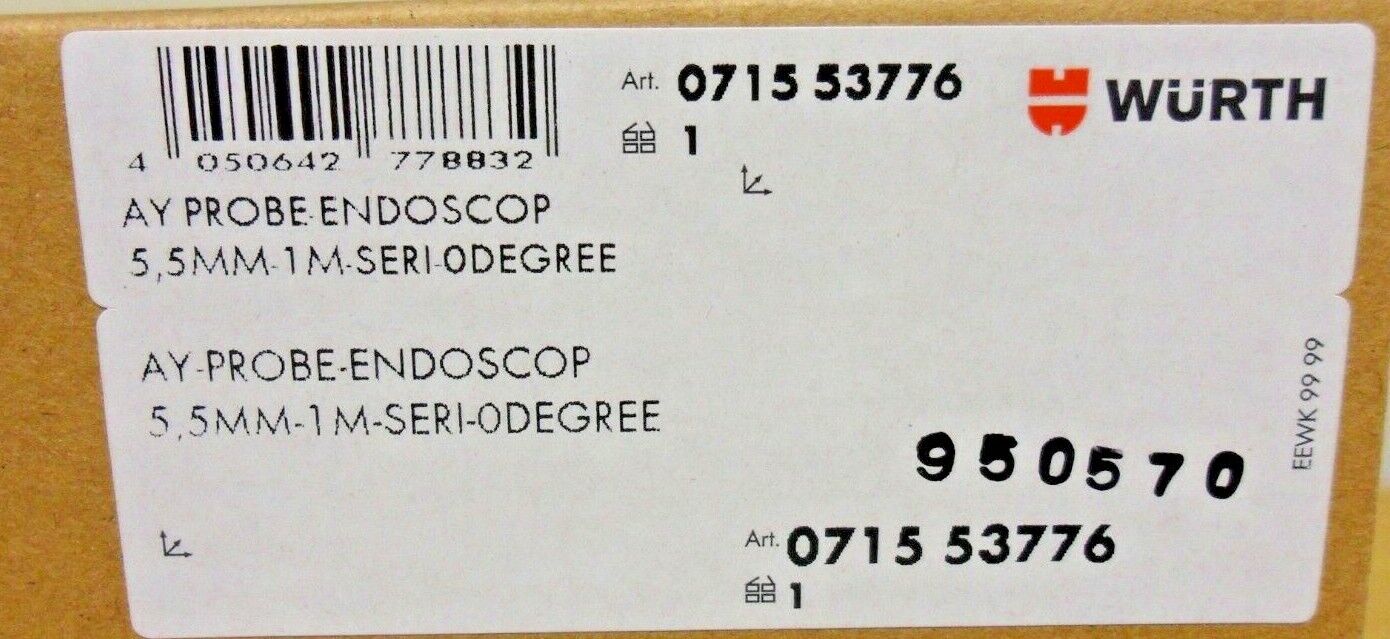 4 050642 778832
Art. 0715 53776
1
WÜRTH
AY PROBE-ENDOSCOP
5,5MM-1M-SERI-0DEGREE
AY-PROBE-ENDOSCOP
5,5MM-1M-SERI-0DEGREE
EEWK 99 99
950570
Art. 0715 53776
1